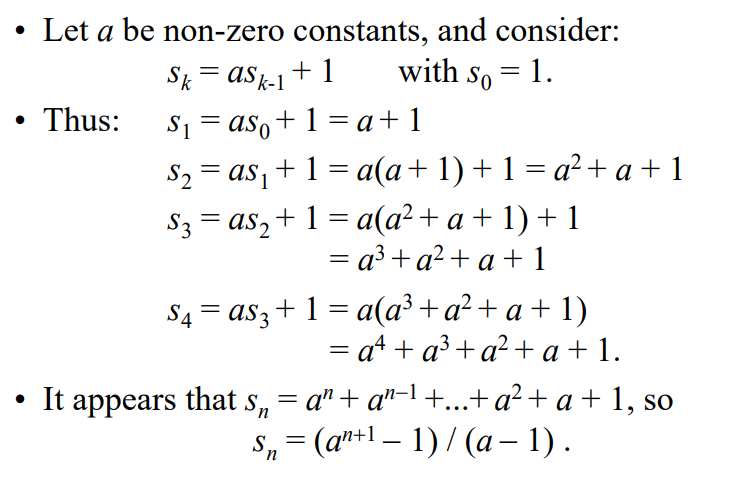 • Let a be non-zero constants, and consider:
sₖ = asₖ₋₁ + 1 with s₀ = 1.
• Thus: s₁ = as₀ + 1 = a + 1
s₂ = as₁ + 1 = a(a + 1) + 1 = a² + a + 1
s₃ = as₂ + 1 = a(a² + a + 1) + 1
= a³ + a² + a + 1
s₄ = as₃ + 1 = a(a³ + a² + a + 1)
= a⁴ + a³ + a² + a + 1.
• It appears that sₙ = aⁿ + aⁿ⁻¹ +...+ a² + a + 1, so
sₙ = (aⁿ⁺¹ – 1) / (a – 1) .